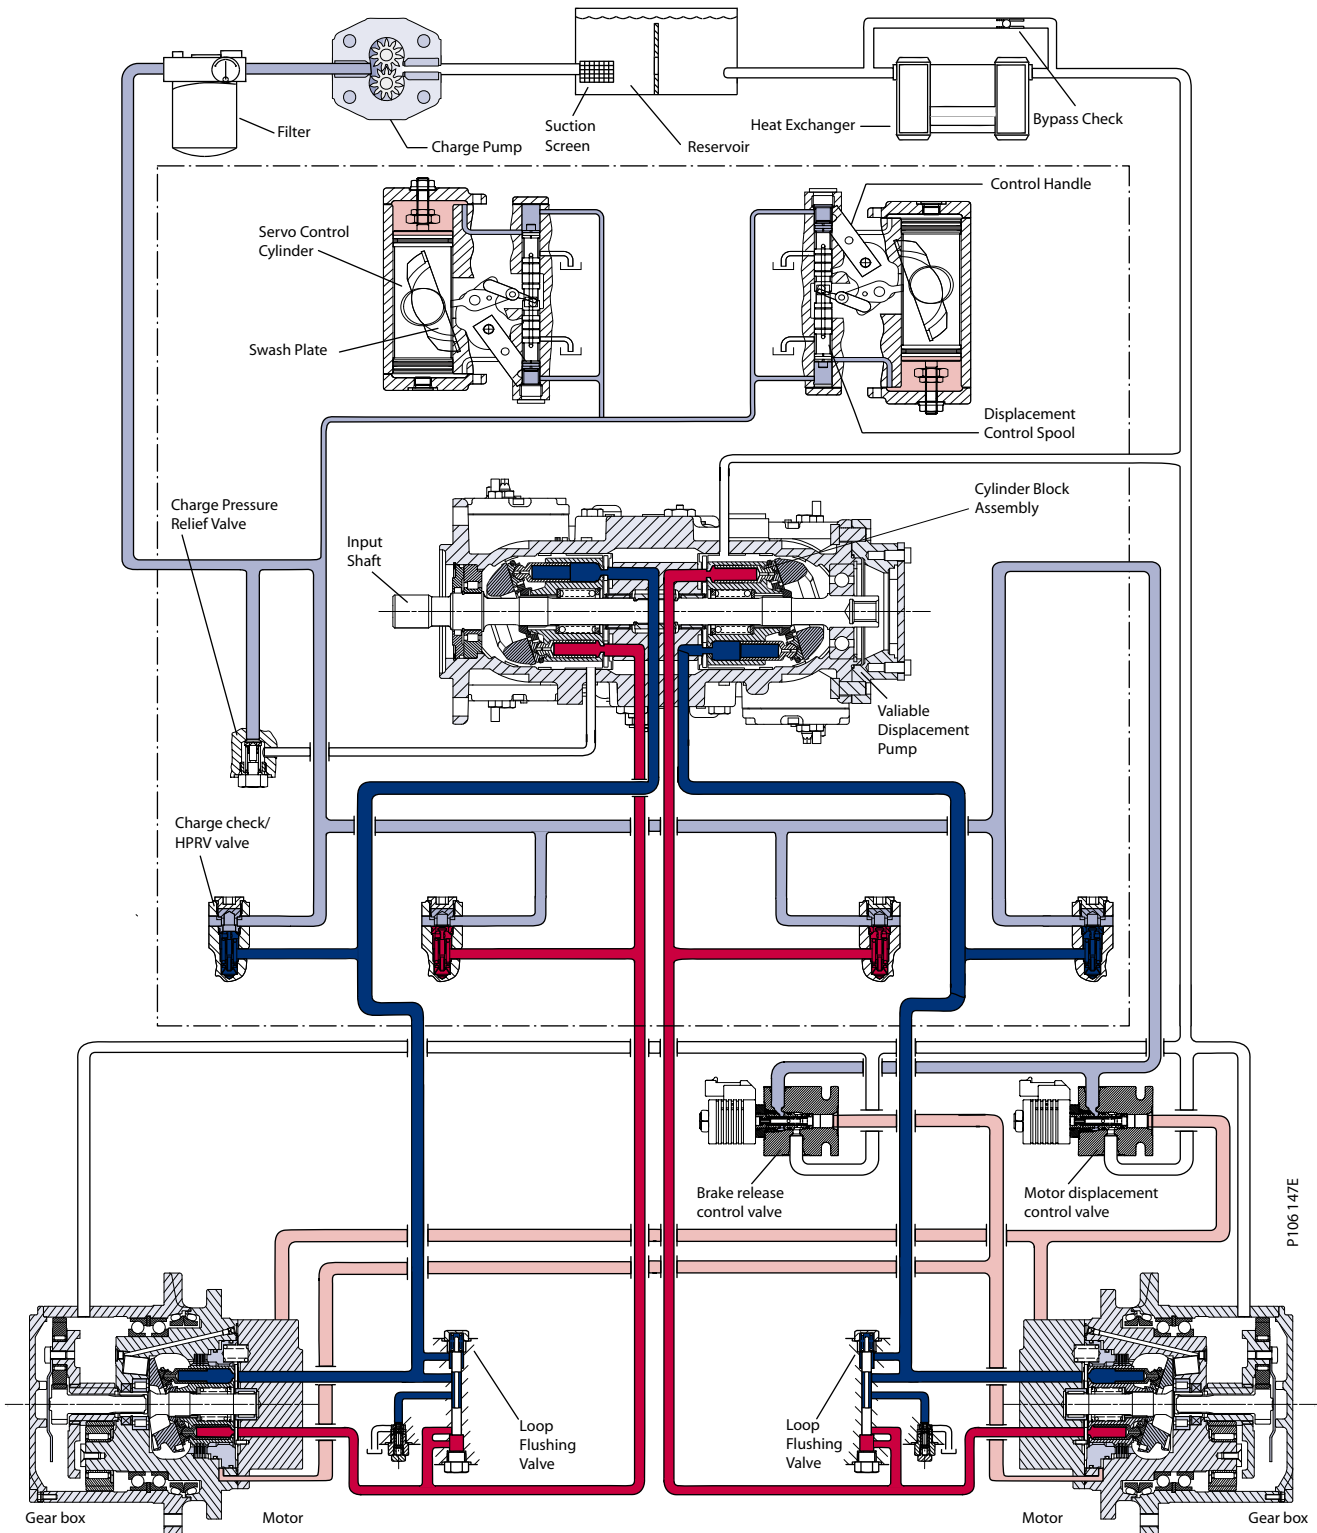 Filter
Charge Pump
Suction
Screen
Reservoir
Heat Exchanger
Bypass Check
Control Handle
Servo Control
Cylinder
Swash Plate
Displacement
Control Spool
Charge Pressure
Relief Valve
Input
Shaft
Cylinder Block
Assembly
Valiable
Displacement
Pump
Charge check/
HPRV valve
Brake release
control valve
Motor displacement
control valve
P106 147E
Loop
Flushing
Valve
Loop
Flushing
Valve
Gear box
Motor
Motor
Gear box